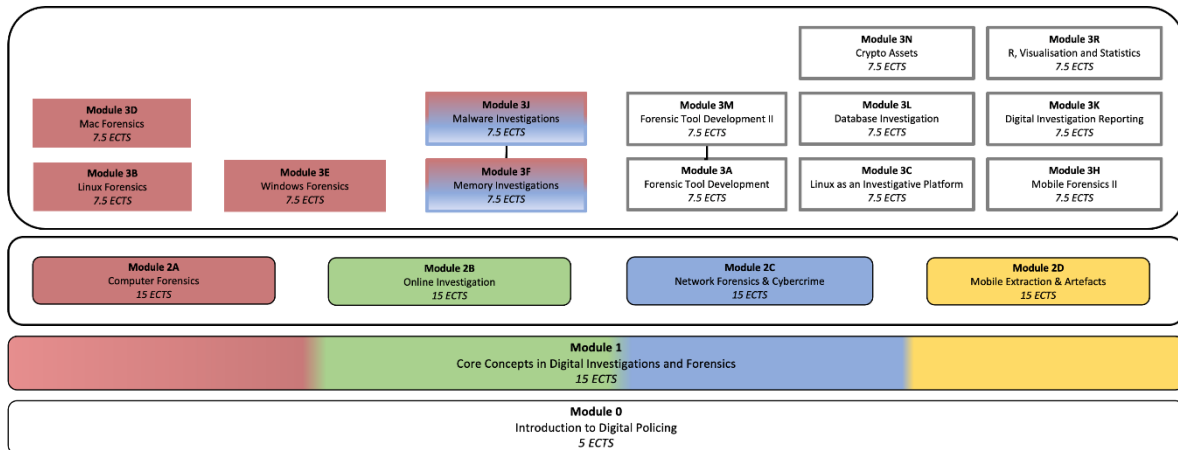 Module 3N
Crypto Assets
7.5 ECTS
Module 3R
R, Visualisation and Statistics
7.5 ECTS
Module 3D
Mac Forensics
7.5 ECTS
Module 3J
Malware Investigations
7.5 ECTS
Module 3M
Forensic Tool Development II
7.5 ECTS
Module 3L
Database Investigation
7.5 ECTS
Module 3K
Digital Investigation Reporting
7.5 ECTS
Module 3B
Linux Forensics
7.5 ECTS
Module 3E
Windows Forensics
7.5 ECTS
Module 3F
Memory Investigations
7.5 ECTS
Module 3A
Forensic Tool Development
7.5 ECTS
Module 3C
Linux as an Investigative Platform
7.5 ECTS
Module 3H
Mobile Forensics II
7.5 ECTS
Module 2A
Computer Forensics
15 ECTS
Module 2B
Online Investigation
15 ECTS
Module 2C
Network Forensics & Cybercrime
15 ECTS
Module 2D
Mobile Extraction & Artefacts
15 ECTS
Module 1
Core Concepts in Digital Investigations and Forensics
15 ECTS
Module 0
Introduction to Digital Policing
5 ECTS